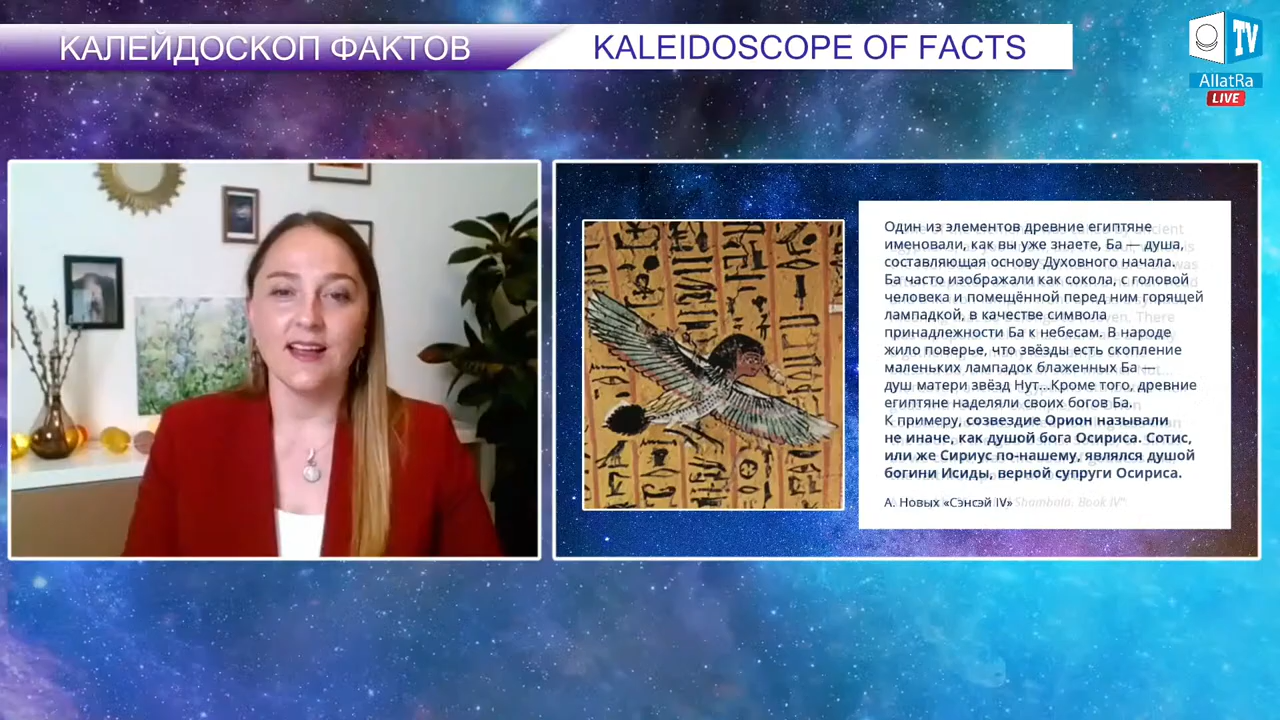 КАЛЕЙДОСКОП ФАКТОВ
KALEIDOSCOPE OF FACTS
TV
AllatRa
LIVE
Один из элементов древние египтяне
именовали, как вы уже знаете, Ба — душа,
составляющая основу Духовного начала.
Ба часто изображали как сокола, с головой
человека и помещённой перед ним горящей
лампадкой, в качестве символа
принадлежности Ба к небесам. В народе
жило поверье, что звёзды есть скопление
маленьких лампадок блаженных Ба —
душ матери звёзд Нут...Кроме того, древние
египтяне наделяли своих богов Ба.
К примеру, созвездие Орион называли
не иначе, как душой бога Осириса. Сотис,
или же Сириус по-нашему, являлся душой
богини Исиды, верной супруги Осириса.
А. Новых «Сэнсэй IV»
Shambala. Book IV"